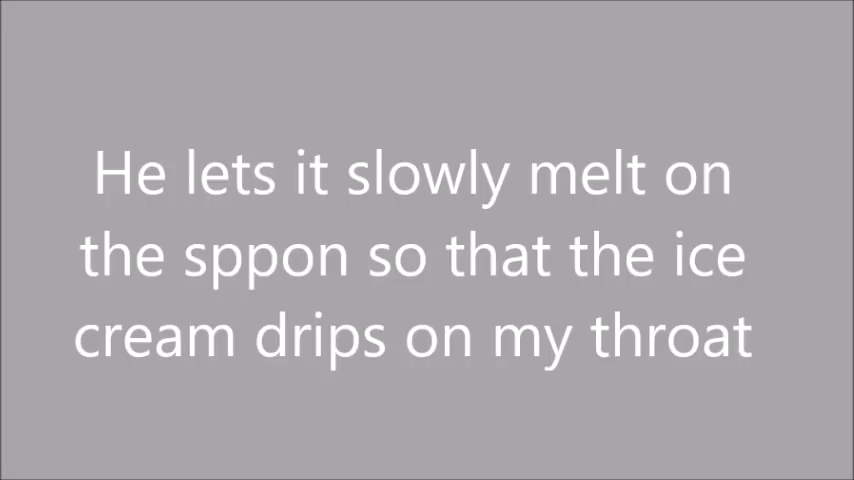 He lets it slowly melt on
the sppon so that the ice
cream drips on my throat